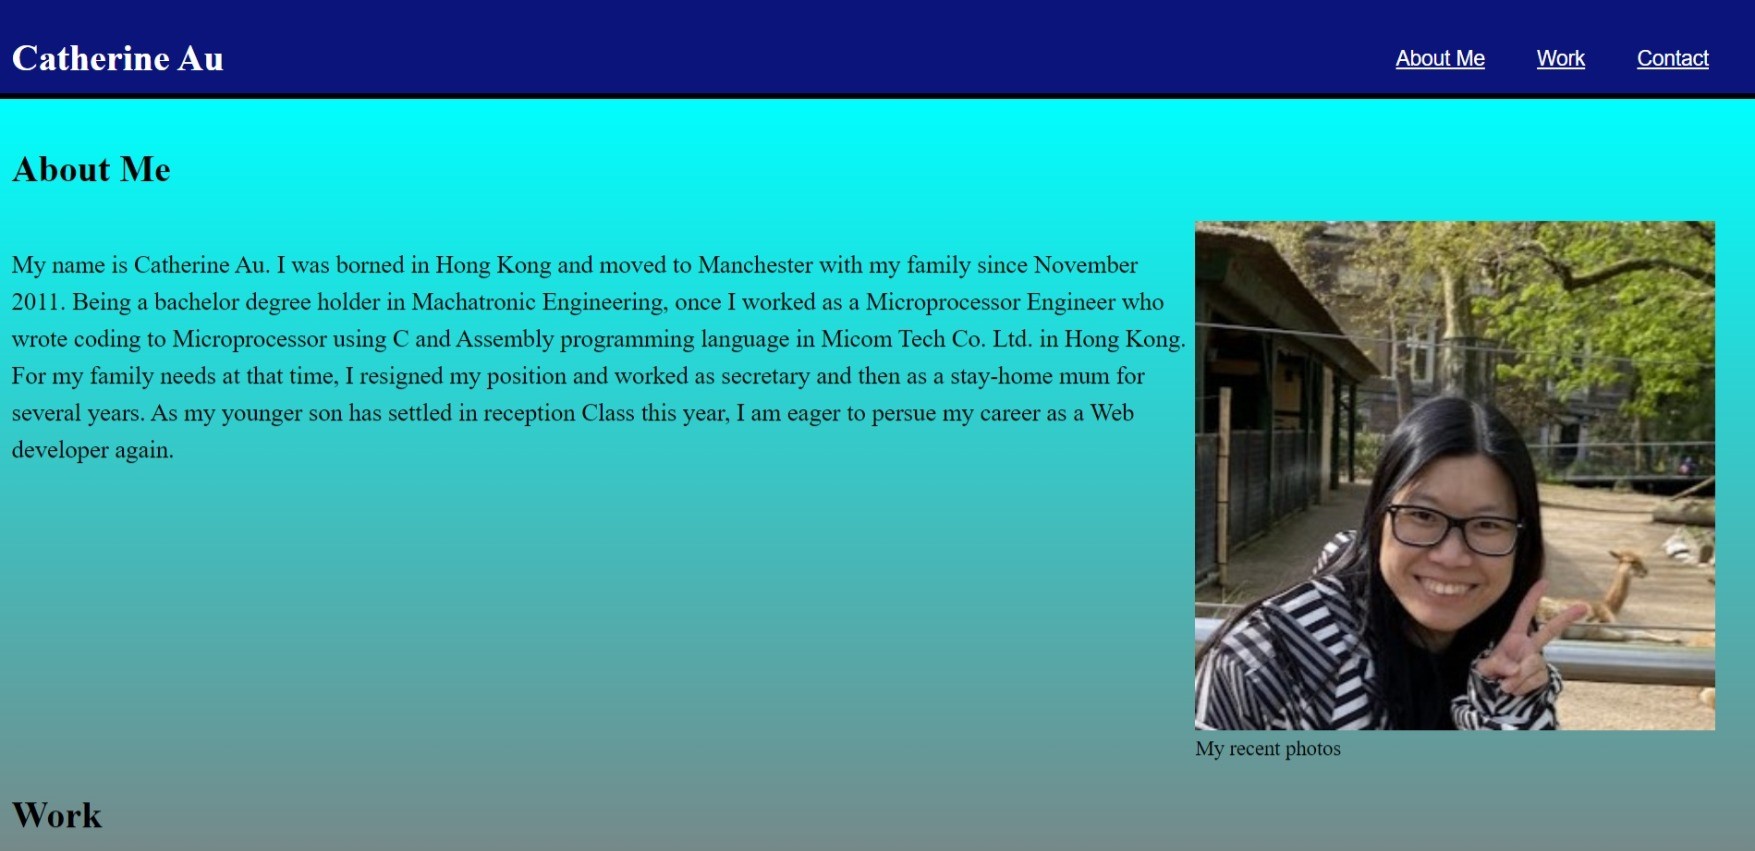 Catherine Au
About Me
Work
Contact
About Me
My name is Catherine Au. I was borned in Hong Kong and moved to Manchester with my family since November
2011. Being a bachelor degree holder in Machatronic Engineering, once I worked as a Microprocessor Engineer who
wrote coding to Microprocessor using C and Assembly programming language in Micom Tech Co. Ltd. in Hong Kong.
For my family needs at that time, I resigned my position and worked as secretary and then as a stay-home mum for
several years. As my younger son has settled in reception Class this year, I am eager to persue my career as a Web
developer again.
My recent photos
Work